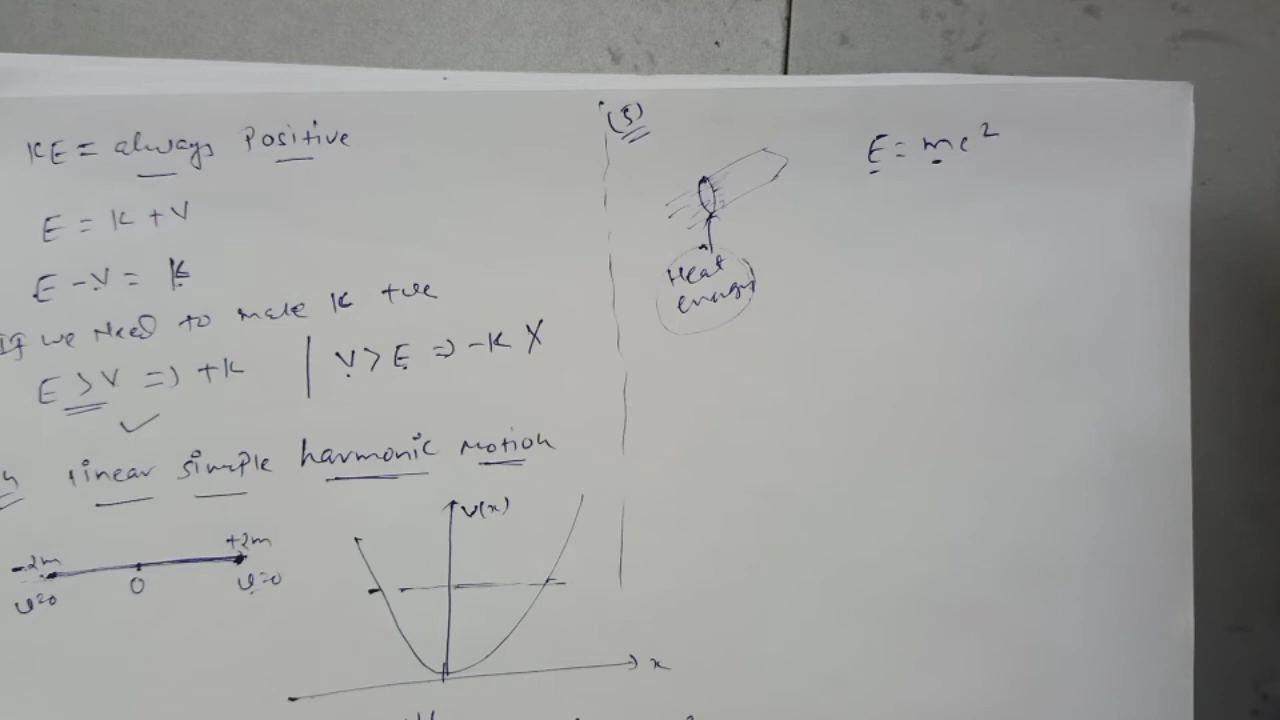 KE = always Positive
E = K + V
E - V = K
If we Need to make K +ve
E > V => +K | V > E => -K X
linear simple harmonic motion
-2m +2m
v=0 0 v=0
V(x)
x
(5)
E = mc²
Heat
energy